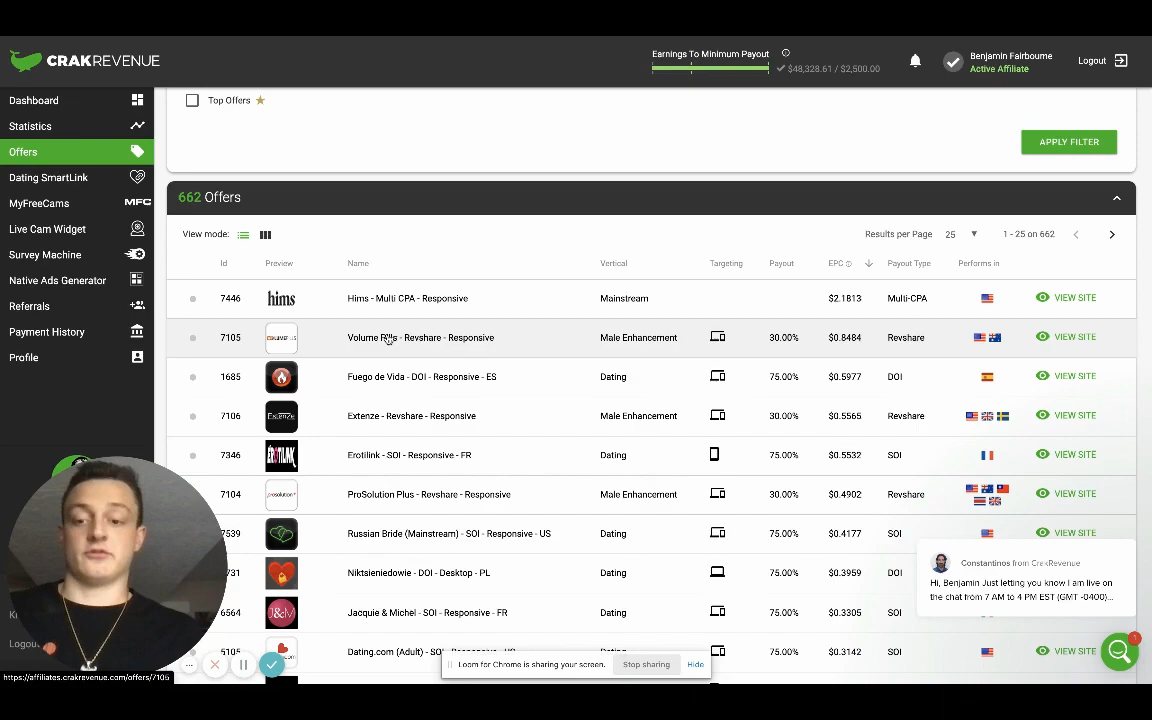 CRAKREVENUE
Earnings To Minimum Payout
$48,328.61 / $2,500.00
Benjamin Fairbourne
Active Affiliate
Logout
Dashboard
Statistics
Offers
Dating SmartLink
MyFreeCams MFC
Live Cam Widget
Survey Machine
Native Ads Generator
Referrals
Payment History
Profile
Top Offers
APPLY FILTER
662 Offers
View mode:
Results per Page 25 1 - 25 on 662
Id Preview Name Vertical Targeting Payout EPC Payout Type Performs in
7446 hims Hims - Multi CPA - Responsive Mainstream $2.1813 Multi-CPA VIEW SITE
7105 Volume Pills - Revshare - Responsive Male Enhancement 30.00% $0.8484 Revshare VIEW SITE
1685 Fuego de Vida - DOI - Responsive - ES Dating 75.00% $0.5977 DOI VIEW SITE
7106 Extenze Extenze - Revshare - Responsive Male Enhancement 30.00% $0.5565 Revshare VIEW SITE
7346 EROTILINK Erotilink - SOI - Responsive - FR Dating 75.00% $0.5532 SOI VIEW SITE
7104 prosolution+ ProSolution Plus - Revshare - Responsive Male Enhancement 30.00% $0.4902 Revshare VIEW SITE
7539 Russian Bride (Mainstream) - SOI - Responsive - US Dating 75.00% $0.4177 SOI VIEW SITE
731 Niktsieniedowie - DOI - Desktop - PL Dating 75.00% $0.3959 DOI
6564 J&M Jacquie & Michel - SOI - Responsive - FR Dating 75.00% $0.3305 SOI
5105 Dating.com (Adult) - SO Dating 75.00% $0.3142 SOI VIEW SITE
Constantinos from CrakRevenue
Hi, Benjamin Just letting you know I am live on
the chat from 7 AM to 4 PM EST (GMT -0400)...
1
Logout
Loom for Chrome is sharing your screen. Stop sharing Hide
https://affiliates.crakrevenue.com/offers/7105